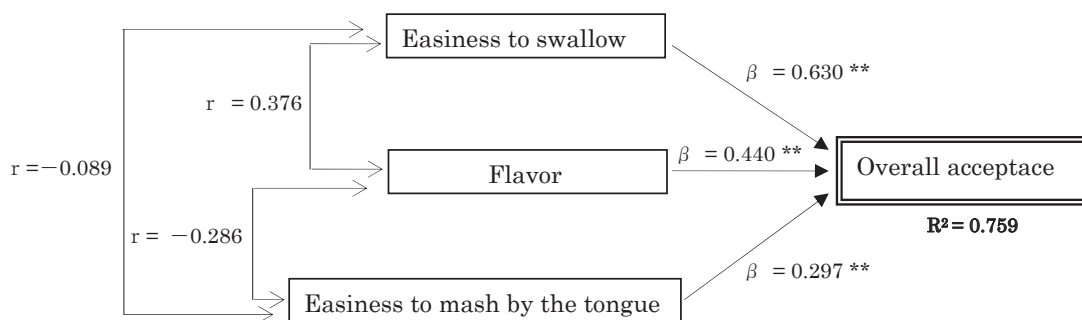 Easiness to swallow
β = 0.630 **
r = 0.376
r =−0.089
Flavor
β = 0.440 **
Overall acceptace
R² = 0.759
r = −0.286
β = 0.297 **
Easiness to mash by the tongue